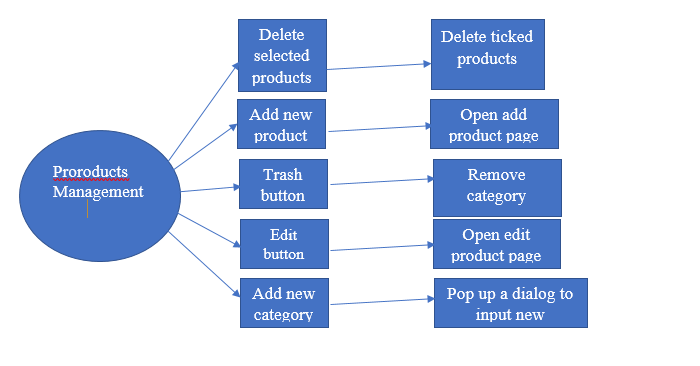 Proroducts
Management
Delete
selected
products
Delete ticked
products
Add new
product
Open add
product page
Trash
button
Remove
category
Edit
button
Open edit
product page
Add new
category
Pop up a dialog to
input new